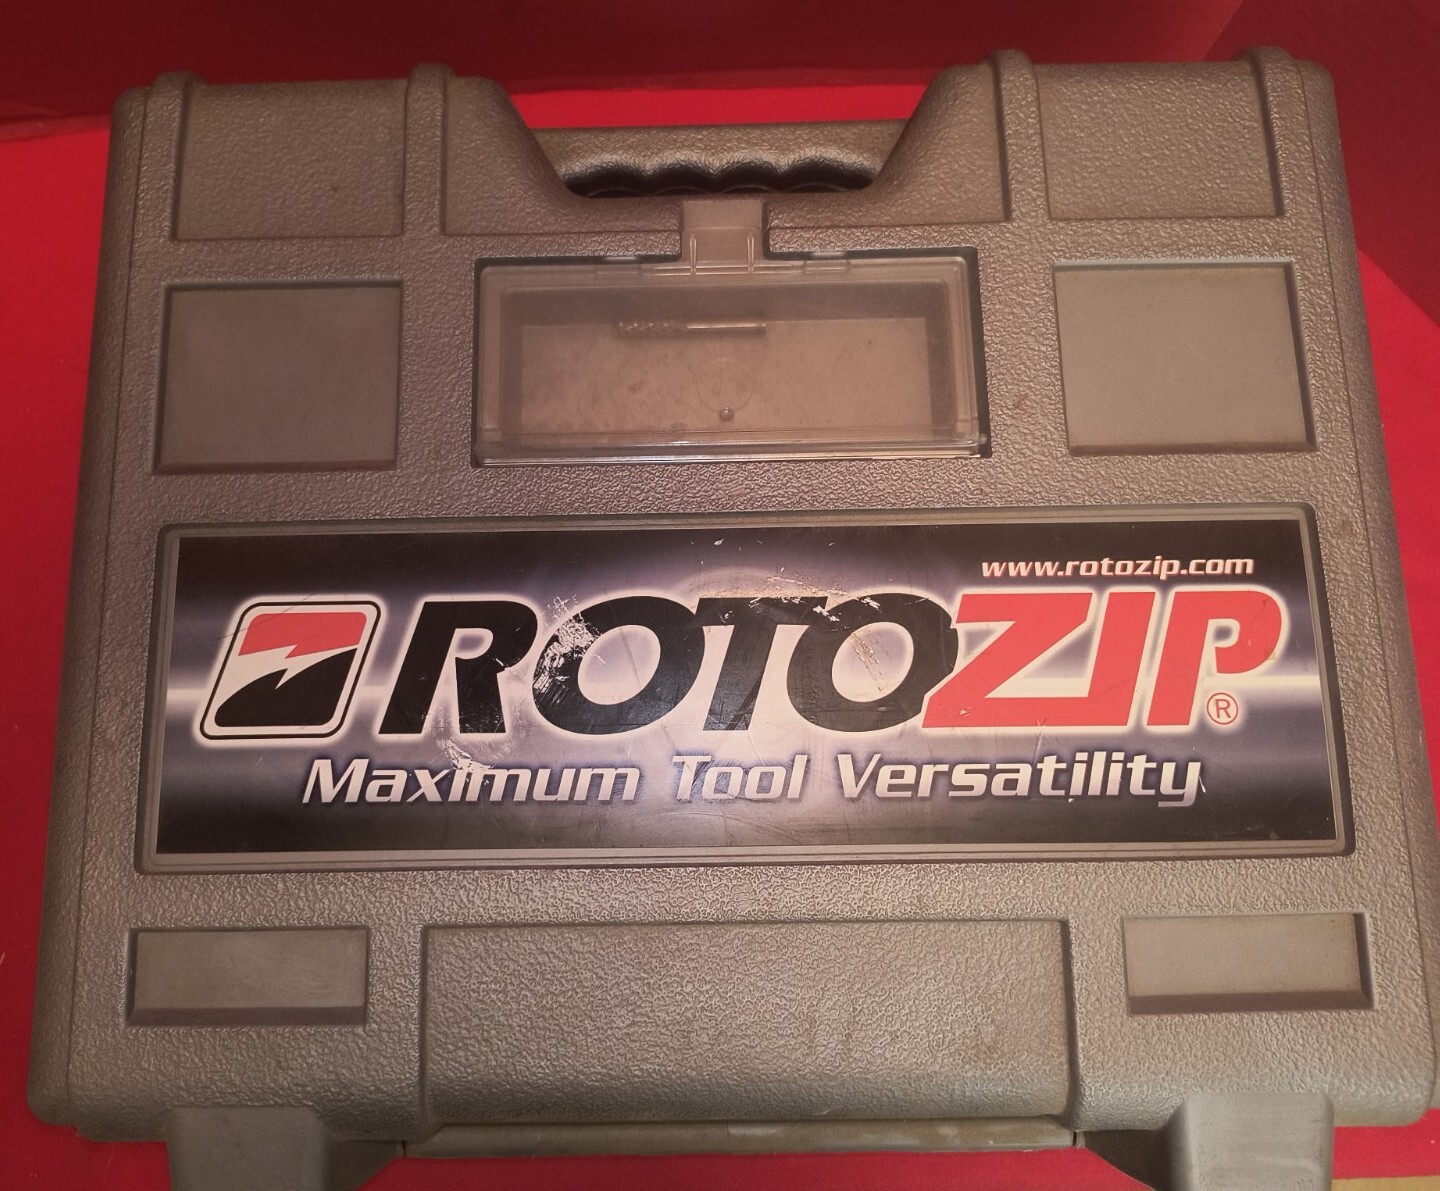 www.rotozip.com
ROTOZIP®
Maximum Tool Versatility